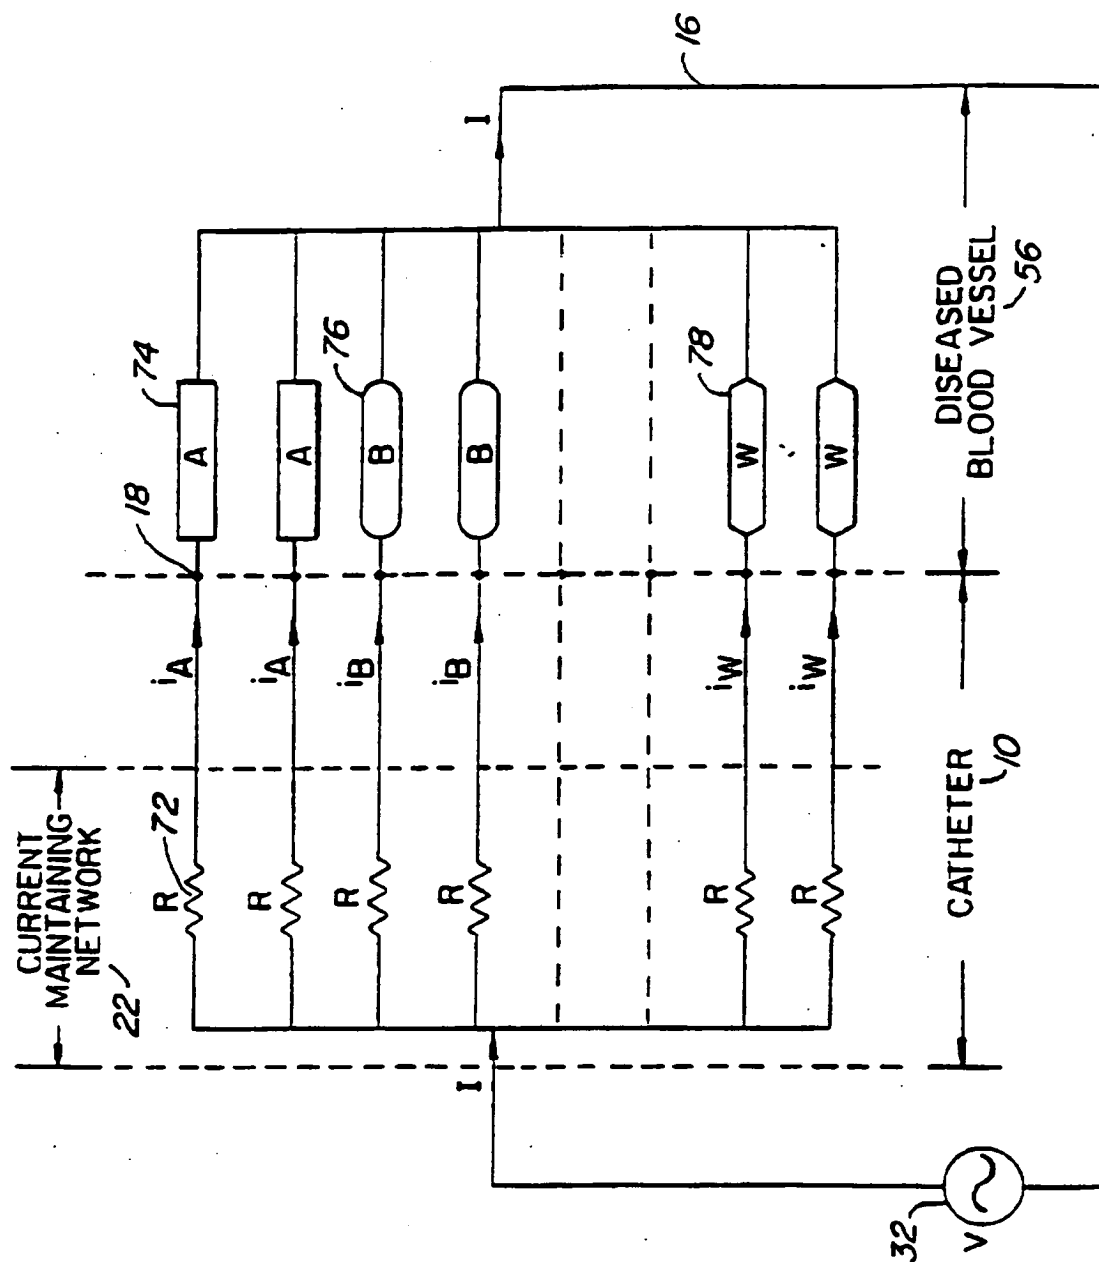 CURRENT
MAINTAINING
NETWORK
22
I
R
72
iA
18
A
74
R
iA
A
R
iB
B
76
R
iB
B
I
16
R
iW
W
78
R
iW
W
CATHETER
10
DISEASED
BLOOD VESSEL
56
32
V